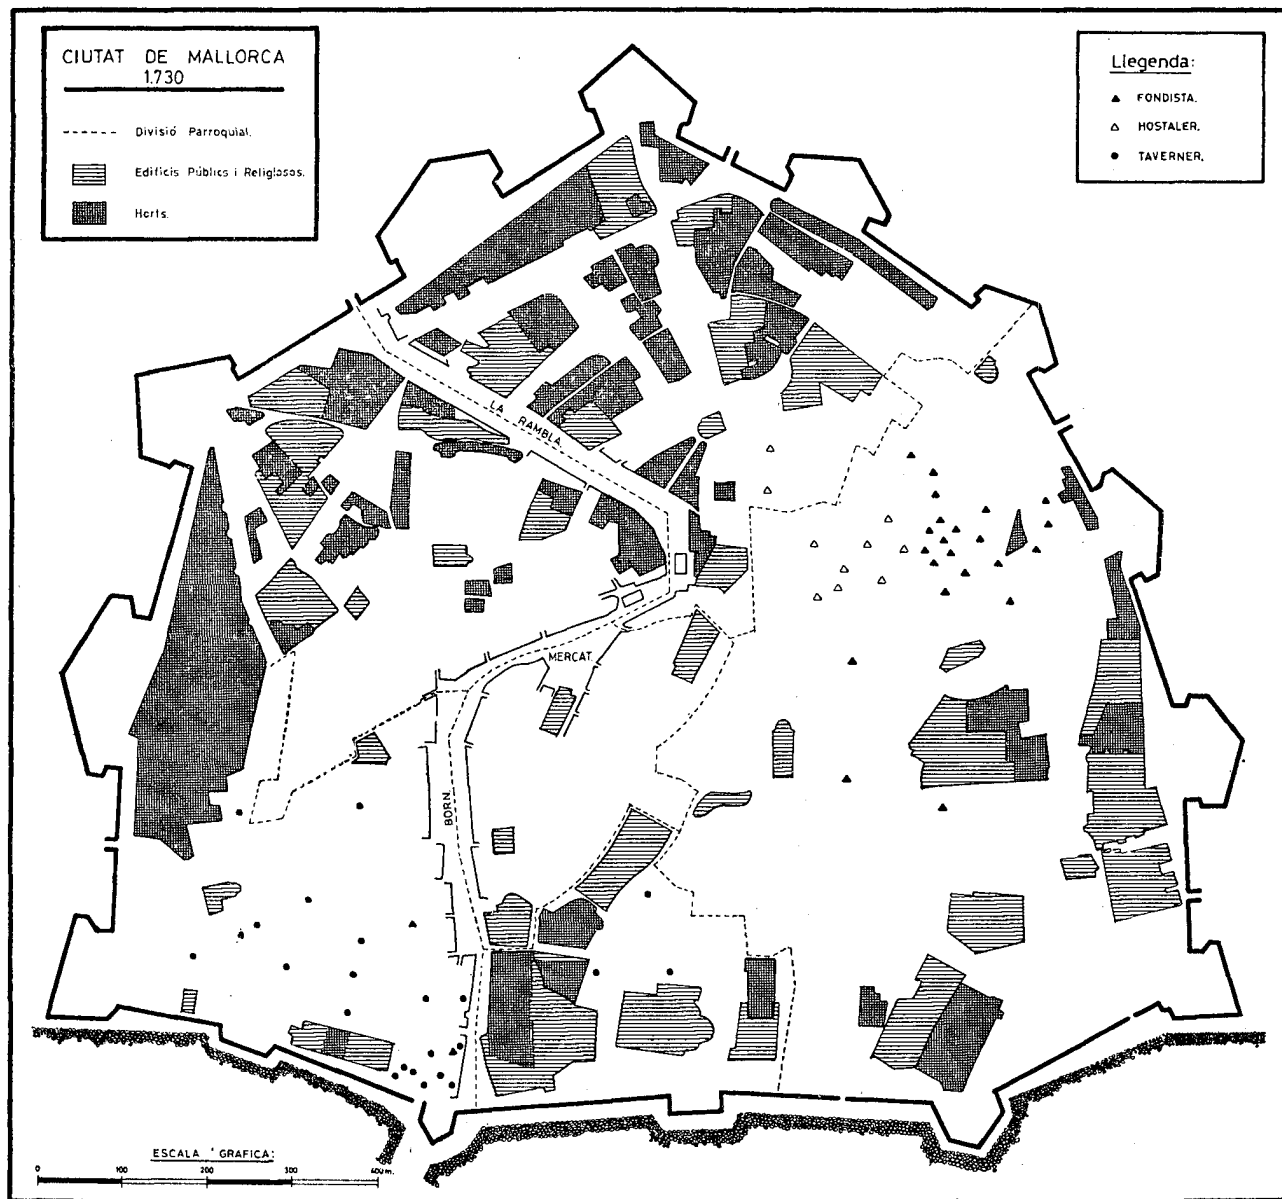 CIUTAT DE MALLORCA
1.730
Divisió Parroquial.
Edificis Públics i Religiosos.
Horts.
Llegenda:
FONDISTA.
HOSTALER.
TAVERNER.
LA RAMBLA.
MERCAT.
BORN.
ESCALA GRAFICA:
0 100 200 300 400 m.